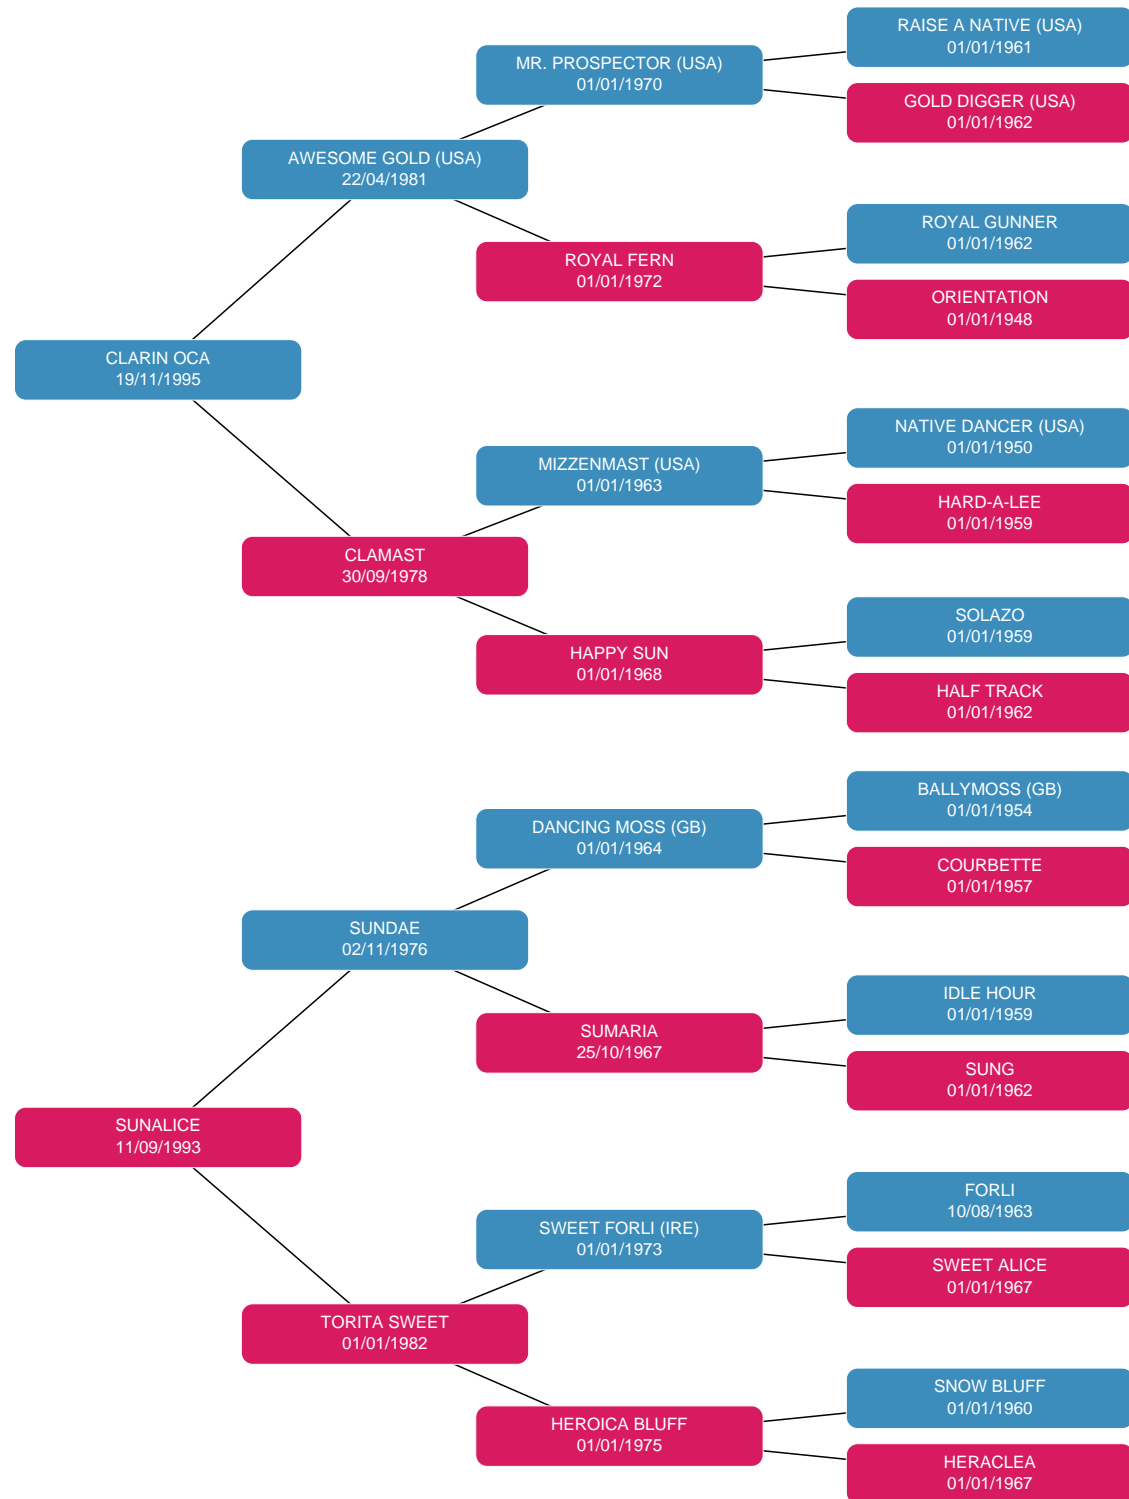 RAISE A NATIVE (USA)
01/01/1961
MR. PROSPECTOR (USA)
01/01/1970
GOLD DIGGER (USA)
01/01/1962
AWESOME GOLD (USA)
22/04/1981
ROYAL GUNNER
01/01/1962
ROYAL FERN
01/01/1972
ORIENTATION
01/01/1948
CLARIN OCA
19/11/1995
NATIVE DANCER (USA)
01/01/1950
MIZZENMAST (USA)
01/01/1963
HARD-A-LEE
01/01/1959
CLAMAST
30/09/1978
SOLAZO
01/01/1959
HAPPY SUN
01/01/1968
HALF TRACK
01/01/1962
BALLYMOSS (GB)
01/01/1954
DANCING MOSS (GB)
01/01/1964
COURBETTE
01/01/1957
SUNDAE
02/11/1976
IDLE HOUR
01/01/1959
SUMARIA
25/10/1967
SUNG
01/01/1962
SUNALICE
11/09/1993
FORLI
10/08/1963
SWEET FORLI (IRE)
01/01/1973
SWEET ALICE
01/01/1967
TORITA SWEET
01/01/1982
SNOW BLUFF
01/01/1960
HEROICA BLUFF
01/01/1975
HERACLEA
01/01/1967